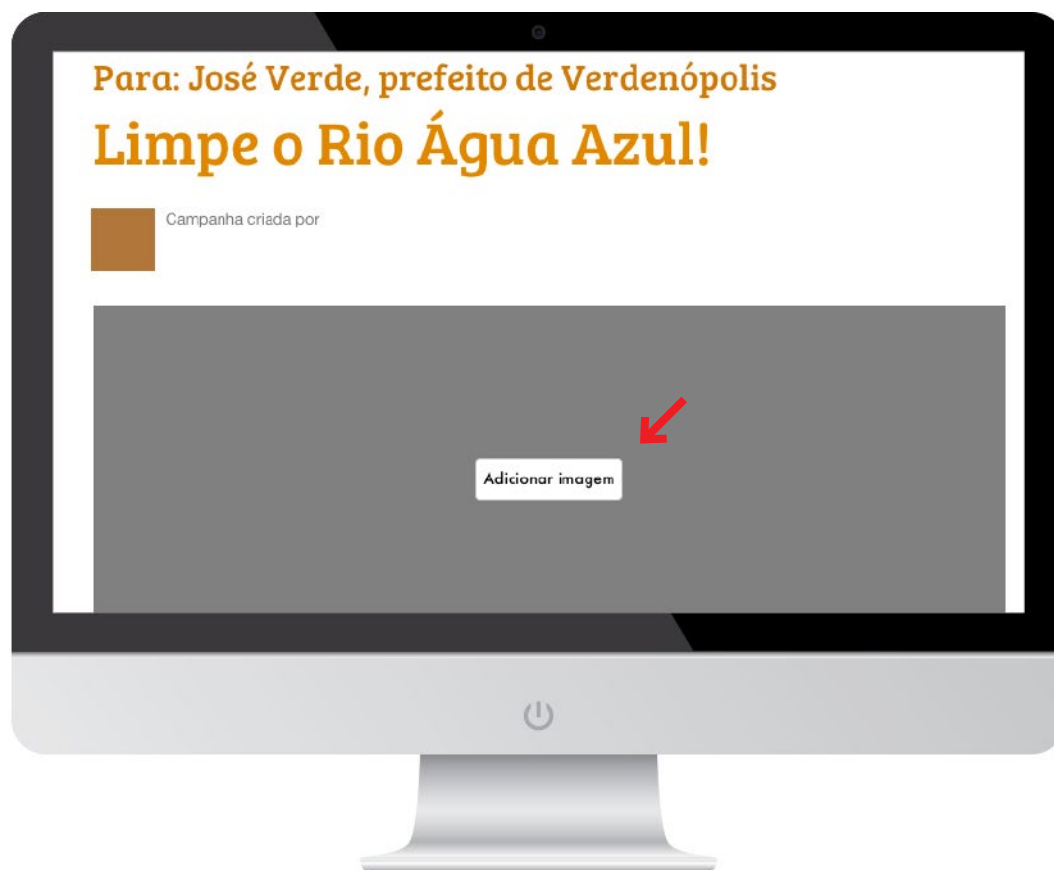 Para: José Verde, prefeito de Verdenópolis
Limpe o Rio Água Azul!
Campanha criada por
Adicionar imagem